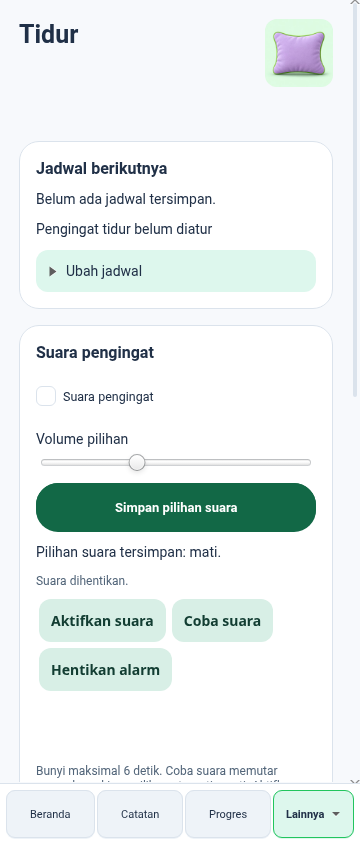 Tidur
Jadwal berikutnya
Belum ada jadwal tersimpan.
Pengingat tidur belum diatur
Ubah jadwal
Suara pengingat
Suara pengingat
Volume pilihan
Simpan pilihan suara
Pilihan suara tersimpan: mati.
Suara dihentikan.
Aktifkan suara
Coba suara
Hentikan alarm
Bunyi maksimal 6 detik. Coba suara memutar
Beranda
Catatan
Progres
Lainnya